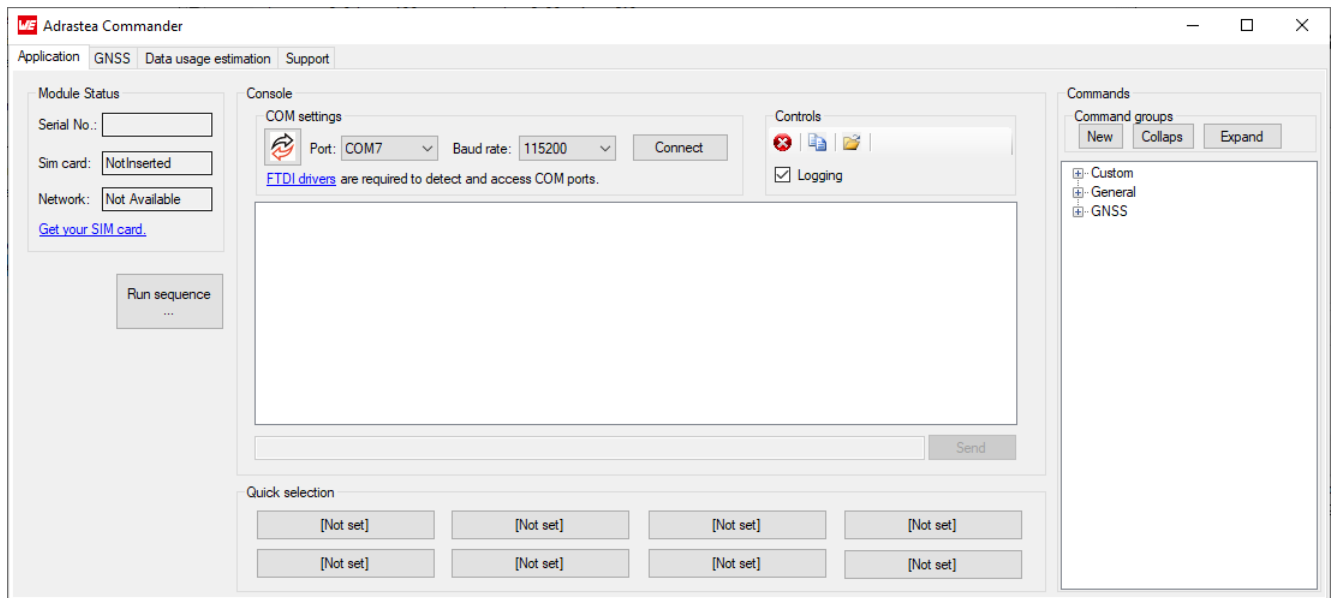 WE Adrastea Commander
Application GNSS Data usage estimation Support
Module Status
Serial No.:
Sim card: NotInserted
Network: Not Available
Get your SIM card.
Run sequence
...
Console
COM settings
Port: COM7 Baud rate: 115200 Connect
FTDI drivers are required to detect and access COM ports.
Controls
Logging
Send
Quick selection
[Not set] [Not set] [Not set] [Not set]
[Not set] [Not set] [Not set] [Not set]
Commands
Command groups
New Collaps Expand
Custom
General
GNSS